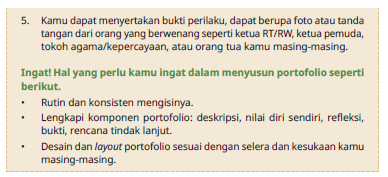 5. Kamu dapat menyertakan bukti perilaku, dapat berupa foto atau tanda
tangan dari orang yang berwenang seperti ketua RT/RW, ketua pemuda,
tokoh agama/kepercayaan, atau orang tua kamu masing-masing.
Ingat! Hal yang perlu kamu ingat dalam menyusun portofolio seperti
berikut.
• Rutin dan konsisten mengisinya.
• Lengkapi komponen portofolio: deskripsi, nilai diri sendiri, refleksi,
bukti, rencana tindak lanjut.
• Desain dan layout portofolio sesuai dengan selera dan kesukaan kamu
masing-masing.